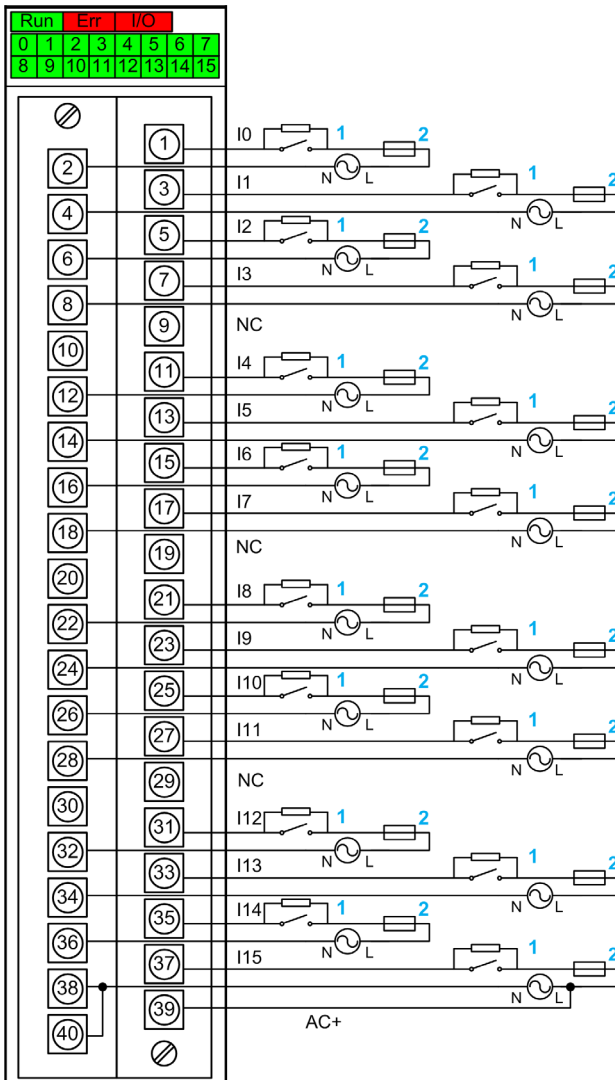 Run Err I/O
0 1 2 3 4 5 6 7
8 9 10 11 12 13 14 15
1 I0 1 2
2 N L
3 I1 1 2
4 N L
5 I2 1 2
6 N L
7 I3 1 2
8 N L
9 NC
10
11 I4 1 2
12 N L
13 I5 1 2
14 N L
15 I6 1 2
16 N L
17 I7 1 2
18 N L
19 NC
20
21 I8 1 2
22 N L
23 I9 1 2
24 N L
25 I10 1 2
26 N L
27 I11 1 2
28 N L
29 NC
30
31 I12 1 2
32 N L
33 I13 1 2
34 N L
35 I14 1 2
36 N L
37 I15 1 2
38 N L
39 AC+
40